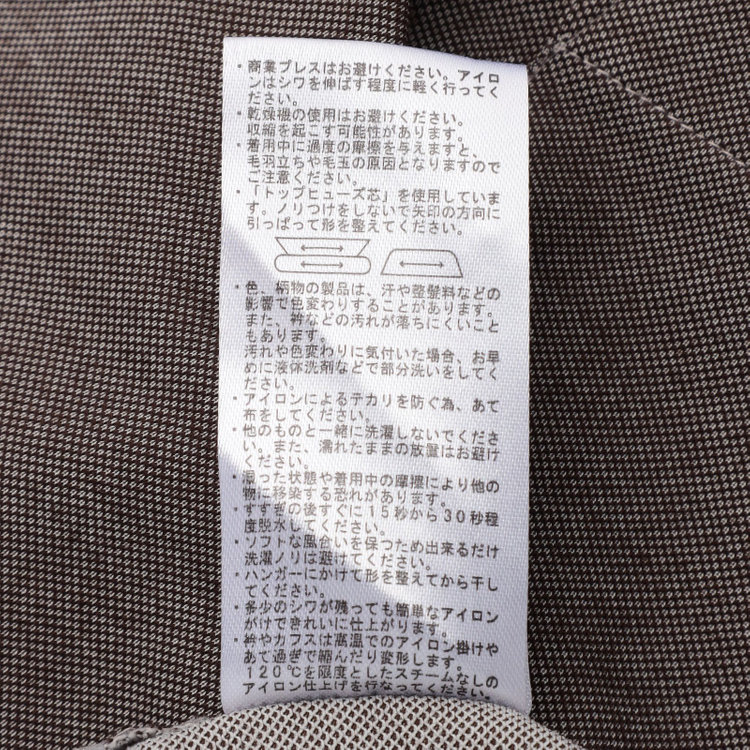 ・商業プレスはお避けください。アイロ
ンはシワを伸ばす程度に軽く行ってく
ださい。
・乾燥機の使用はお避けください。
収縮を起こす可能性があります。
・着用中に過度の摩擦を与えますと、
毛羽立ちや毛玉の原因となりますので
ご注意ください。
・「トップヒューズ芯」を使用していま
す。ノリつけをしないで矢印の方向に
引っぱって形を整えてください。
・色、柄物の製品は、汗や整髪料などの
影響で色変わりすることがあります。
また、衿などの汚れが落ちにくいこと
もあります。
汚れや色変わりに気付いた場合、お早
めに液体洗剤などで部分洗いをしてく
ださい。
・アイロンによるテカリを防ぐ為、あて
布をしてください。
・他のものと一緒に洗濯しないでくださ
い。また、濡れたままの放置はお避け
ください。
・湿った状態や着用中の摩擦により他の
物に移染する恐れがあります。
・すすぎの後すぐに15秒から30秒程
度脱水してください。
・ソフトな風合いを保つため出来るだけ
洗濯ノリは避けてください。
・ハンガーにかけて形を整えてから干し
てください。
・多少のシワが残っても簡単なアイロン
がけできれいに仕上がります。
・衿やカフスは高温でのアイロン掛けや
あて過ぎで縮んだり変形します。
120℃を限度としたスチームなしの
アイロン仕上げを行なってください。